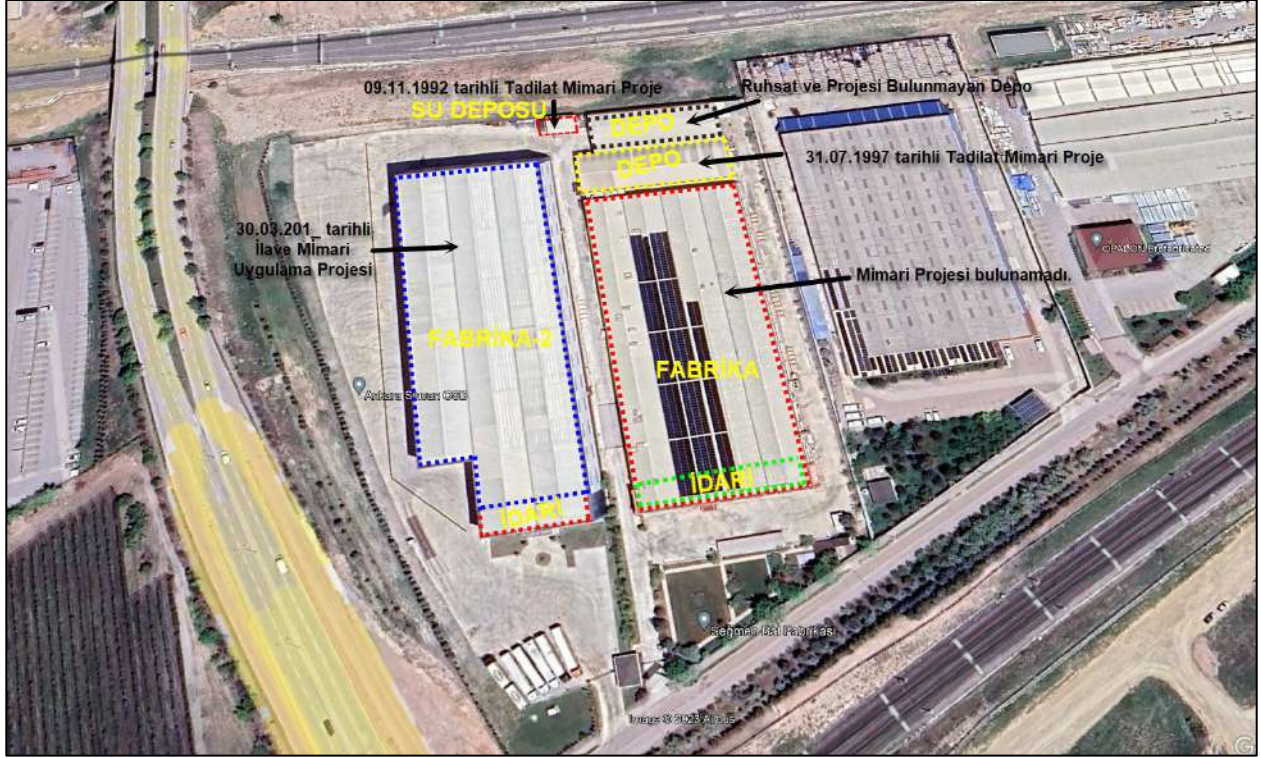 09.11.1992 tarihli Tadilat Mimari Proje
Ruhsat ve Projesi Bulunmayan Depo
SU DEPOSU
DEPO
DEPO
31.07.1997 tarihli Tadilat Mimari Proje
30.03.201_ tarihli
İlave Mimari
Uygulama Projesi
Mimari Projesi bulunamadı.
FABRİKA-2
FABRİKA
Ankara Sincan OSB
İDARİ
İDARİ
Seğmen Bal Fabrikası
Image © 2023 Airbus
G